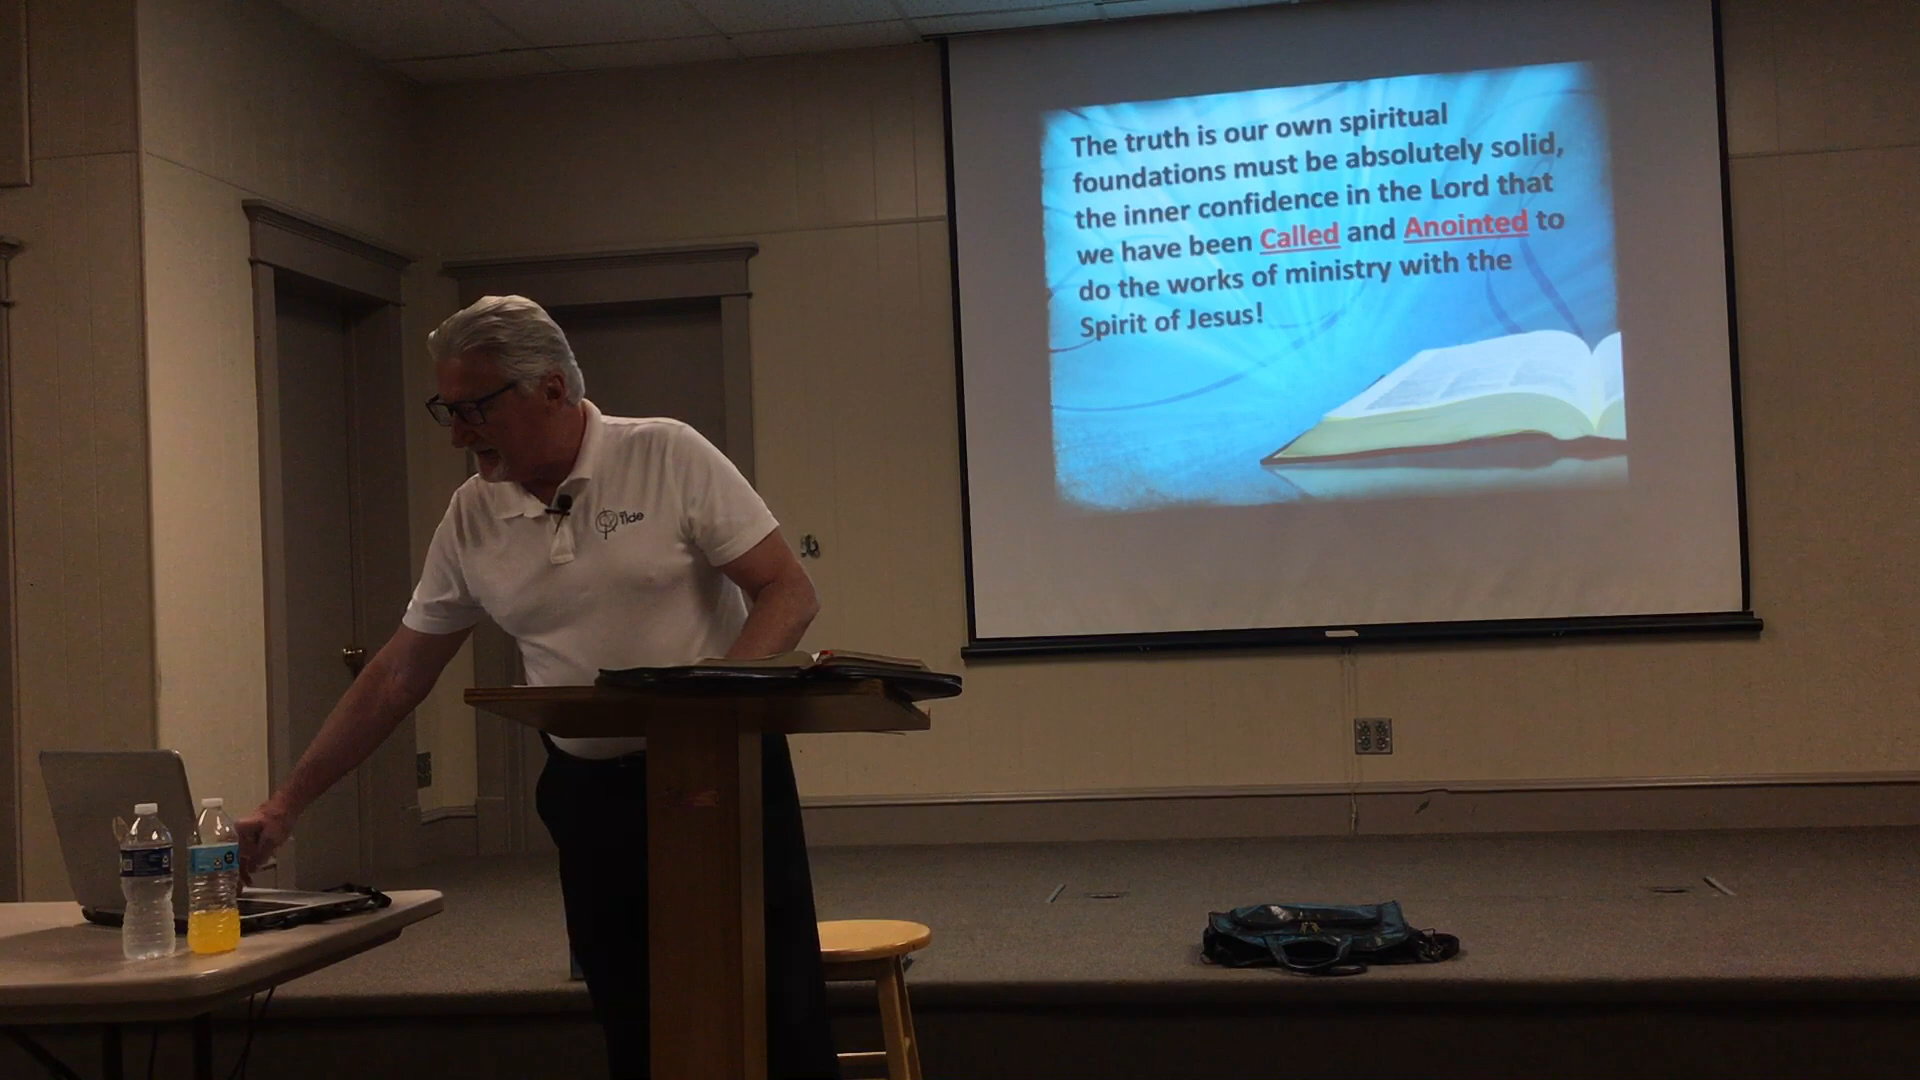 The truth is our own spiritual
foundations must be absolutely solid,
the inner confidence in the Lord that
we have been Called and Anointed to
do the works of ministry with the
Spirit of Jesus!
Tide